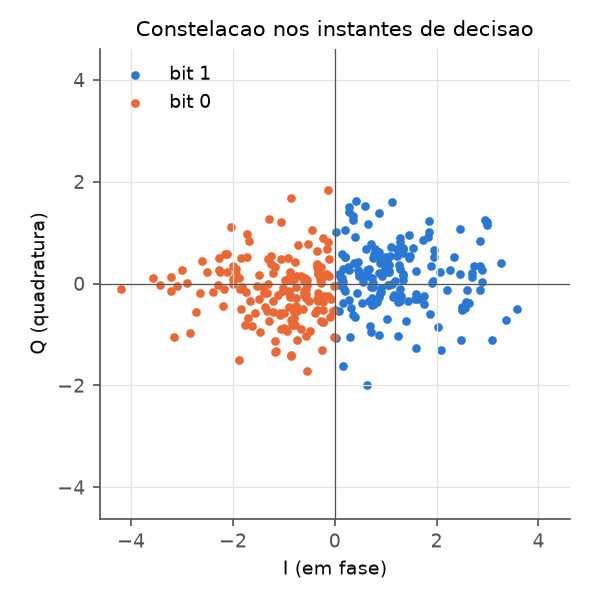 Constelacao nos instantes de decisao
bit 1
bit 0
Q (quadratura)
4
2
0
−2
−4
−4
−2
0
2
4
I (em fase)